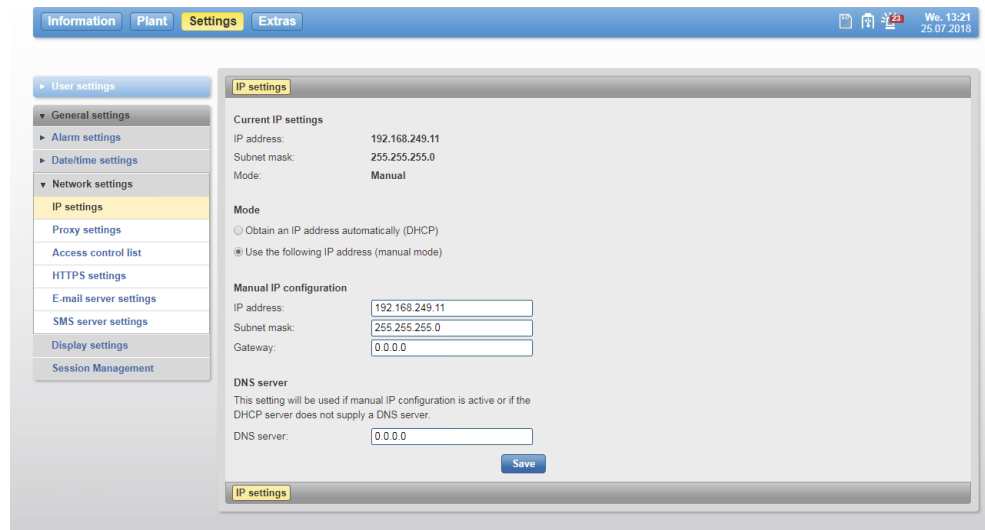 Information Plant Settings Extras 23 We. 13:21
25.07.2018
User settings
General settings
Alarm settings
Date/time settings
Network settings
IP settings
Proxy settings
Access control list
HTTPS settings
E-mail server settings
SMS server settings
Display settings
Session Management
IP settings
Current IP settings
IP address: 192.168.249.11
Subnet mask: 255.255.255.0
Mode: Manual
Mode
Obtain an IP address automatically (DHCP)
Use the following IP address (manual mode)
Manual IP configuration
IP address: 192.168.249.11
Subnet mask: 255.255.255.0
Gateway: 0.0.0.0
DNS server
This setting will be used if manual IP configuration is active or if the
DHCP server does not supply a DNS server.
DNS server: 0.0.0.0
Save
IP settings